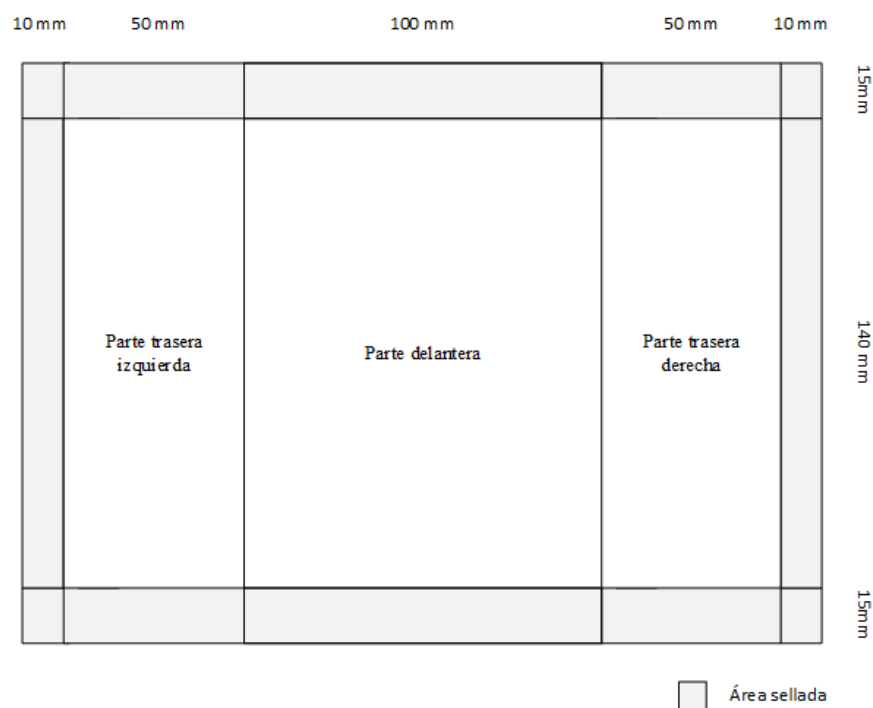 10 mm 50 mm 100 mm 50 mm 10 mm
15mm
Parte trasera
izquierda
Parte delantera
Parte trasera
derecha
140 mm
15mm
Área sellada